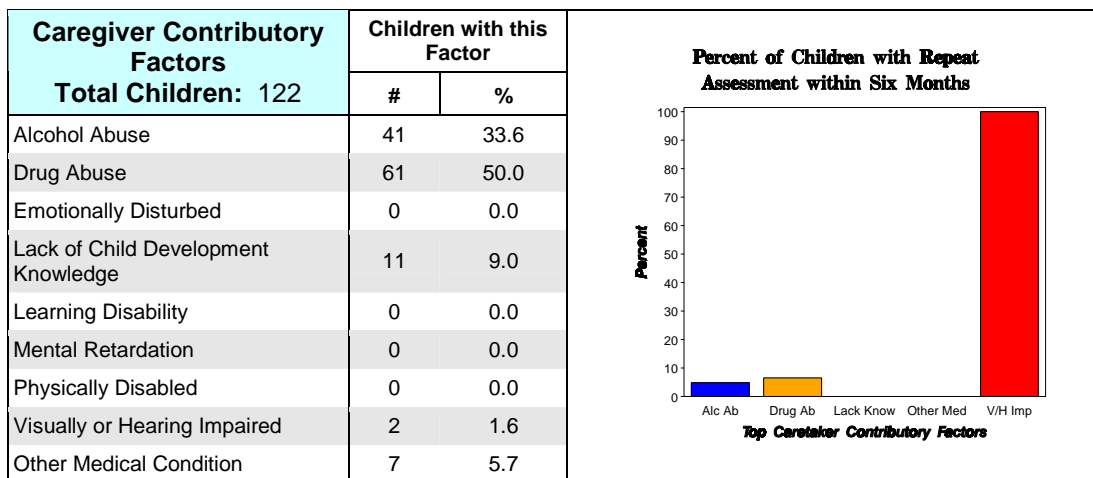 Caregiver Contributory
Factors
Total Children: 122
Children with this
Factor
# %
Alcohol Abuse 41 33.6
Drug Abuse 61 50.0
Emotionally Disturbed 0 0.0
Lack of Child Development
Knowledge 11 9.0
Learning Disability 0 0.0
Mental Retardation 0 0.0
Physically Disabled 0 0.0
Visually or Hearing Impaired 2 1.6
Other Medical Condition 7 5.7
Percent of Children with Repeat
Assessment within Six Months
100
90
80
70
60
50
40
30
20
10
0
Percent
Alc Ab Drug Ab Lack Know Other Med V/H Imp
Top Caretaker Contributory Factors